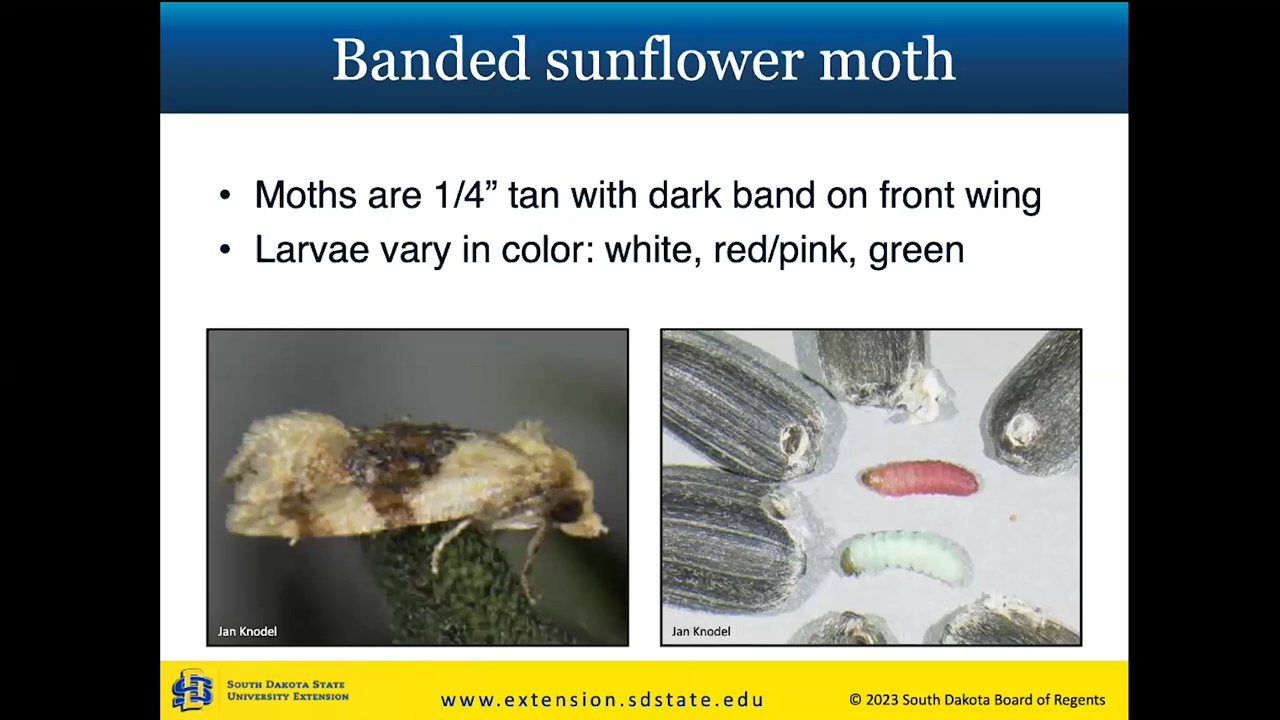 Banded sunflower moth
• Moths are 1/4” tan with dark band on front wing
• Larvae vary in color: white, red/pink, green
Jan Knodel
Jan Knodel
SOUTH DAKOTA STATE
UNIVERSITY EXTENSION
www.extension.sdstate.edu
© 2023 South Dakota Board of Regents